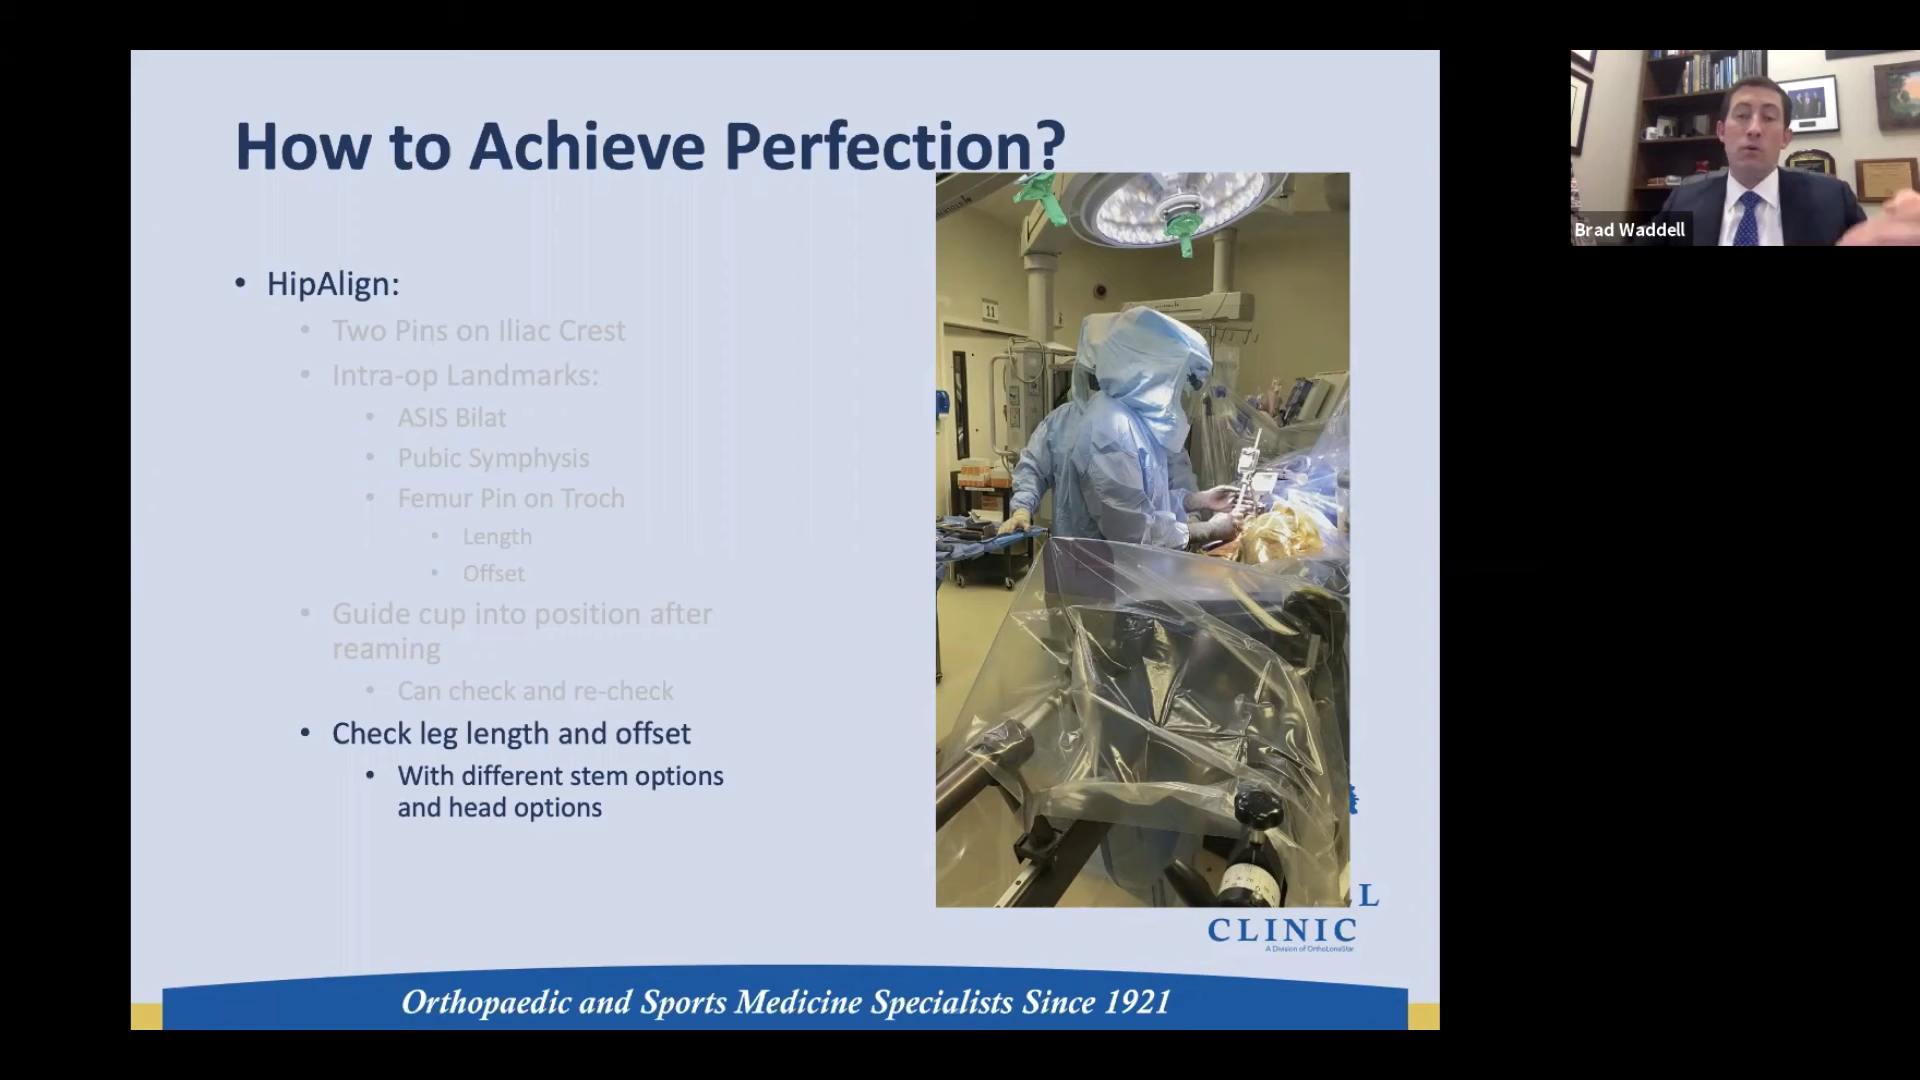 How to Achieve Perfection?
• HipAlign:
• Two Pins on Iliac Crest
• Intra-op Landmarks:
• ASIS Bilat
• Pubic Symphysis
• Femur Pin on Troch
• Length
• Offset
• Guide cup into position after
reaming
• Can check and re-check
• Check leg length and offset
• With different stem options
and head options
11
L
CLINIC
A Division of OrthoLoneStar
Orthopaedic and Sports Medicine Specialists Since 1921
Brad Waddell